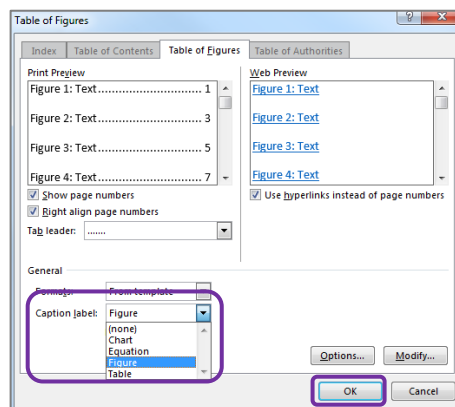 Table of Figures
Index Table of Contents Table of Figures Table of Authorities
Print Preview
Figure 1: Text.............................. 1
Figure 2: Text.............................. 3
Figure 3: Text.............................. 5
Figure 4: Text.............................. 7
Show page numbers
Right align page numbers
Tab leader: .......
Web Preview
Figure 1: Text
Figure 2: Text
Figure 3: Text
Figure 4: Text
Use hyperlinks instead of page numbers
General
Formats: From template
Caption label: Figure
(none)
Chart
Equation
Figure
Table
Options... Modify...
OK Cancel